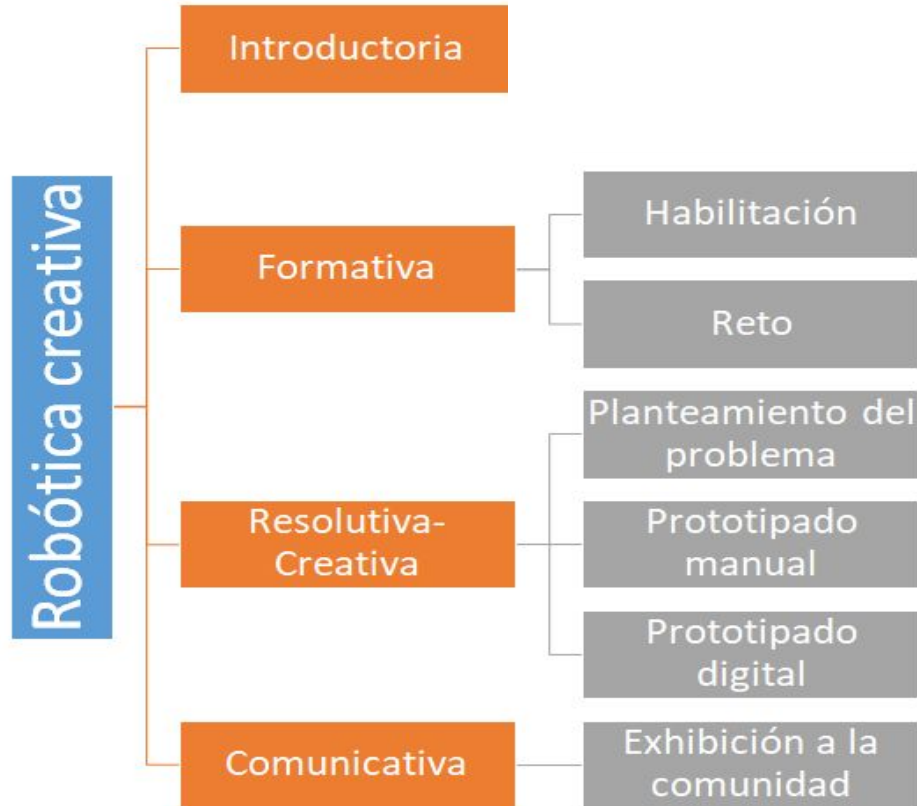 Robótica creativa
Introductoria
Formativa
Habilitación
Reto
Resolutiva-
Creativa
Planteamiento del
problema
Prototipado
manual
Prototipado
digital
Comunicativa
Exhibición a la
comunidad